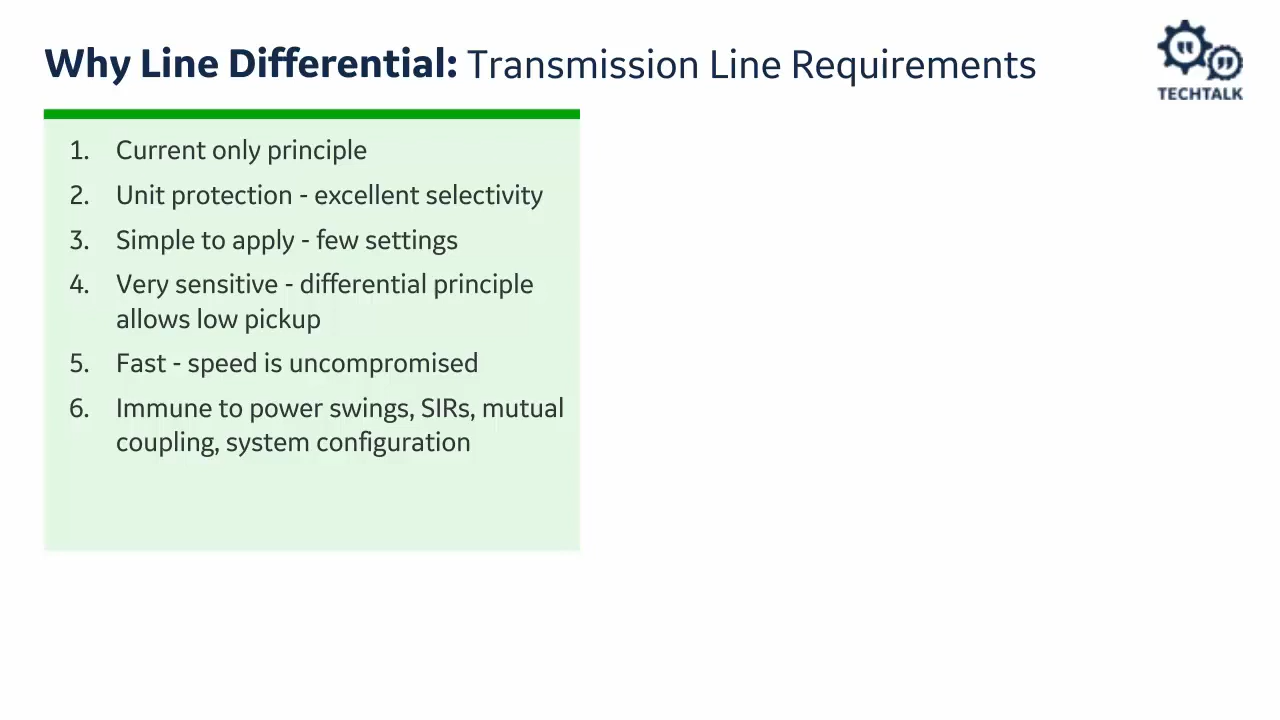 Why Line Differential: Transmission Line Requirements
TECHTALK
1. Current only principle
2. Unit protection - excellent selectivity
3. Simple to apply - few settings
4. Very sensitive - differential principle
allows low pickup
5. Fast - speed is uncompromised
6. Immune to power swings, SIRs, mutual
coupling, system configuration